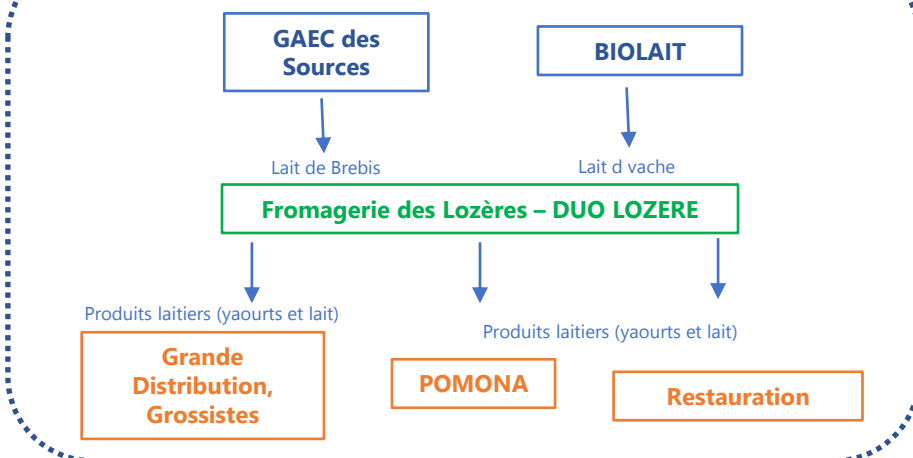 GAEC des
Sources
BIOLAIT
Lait de Brebis
Lait d vache
Fromagerie des Lozères – DUO LOZERE
Produits laitiers (yaourts et lait)
Produits laitiers (yaourts et lait)
Grande
Distribution,
Grossistes
POMONA
Restauration